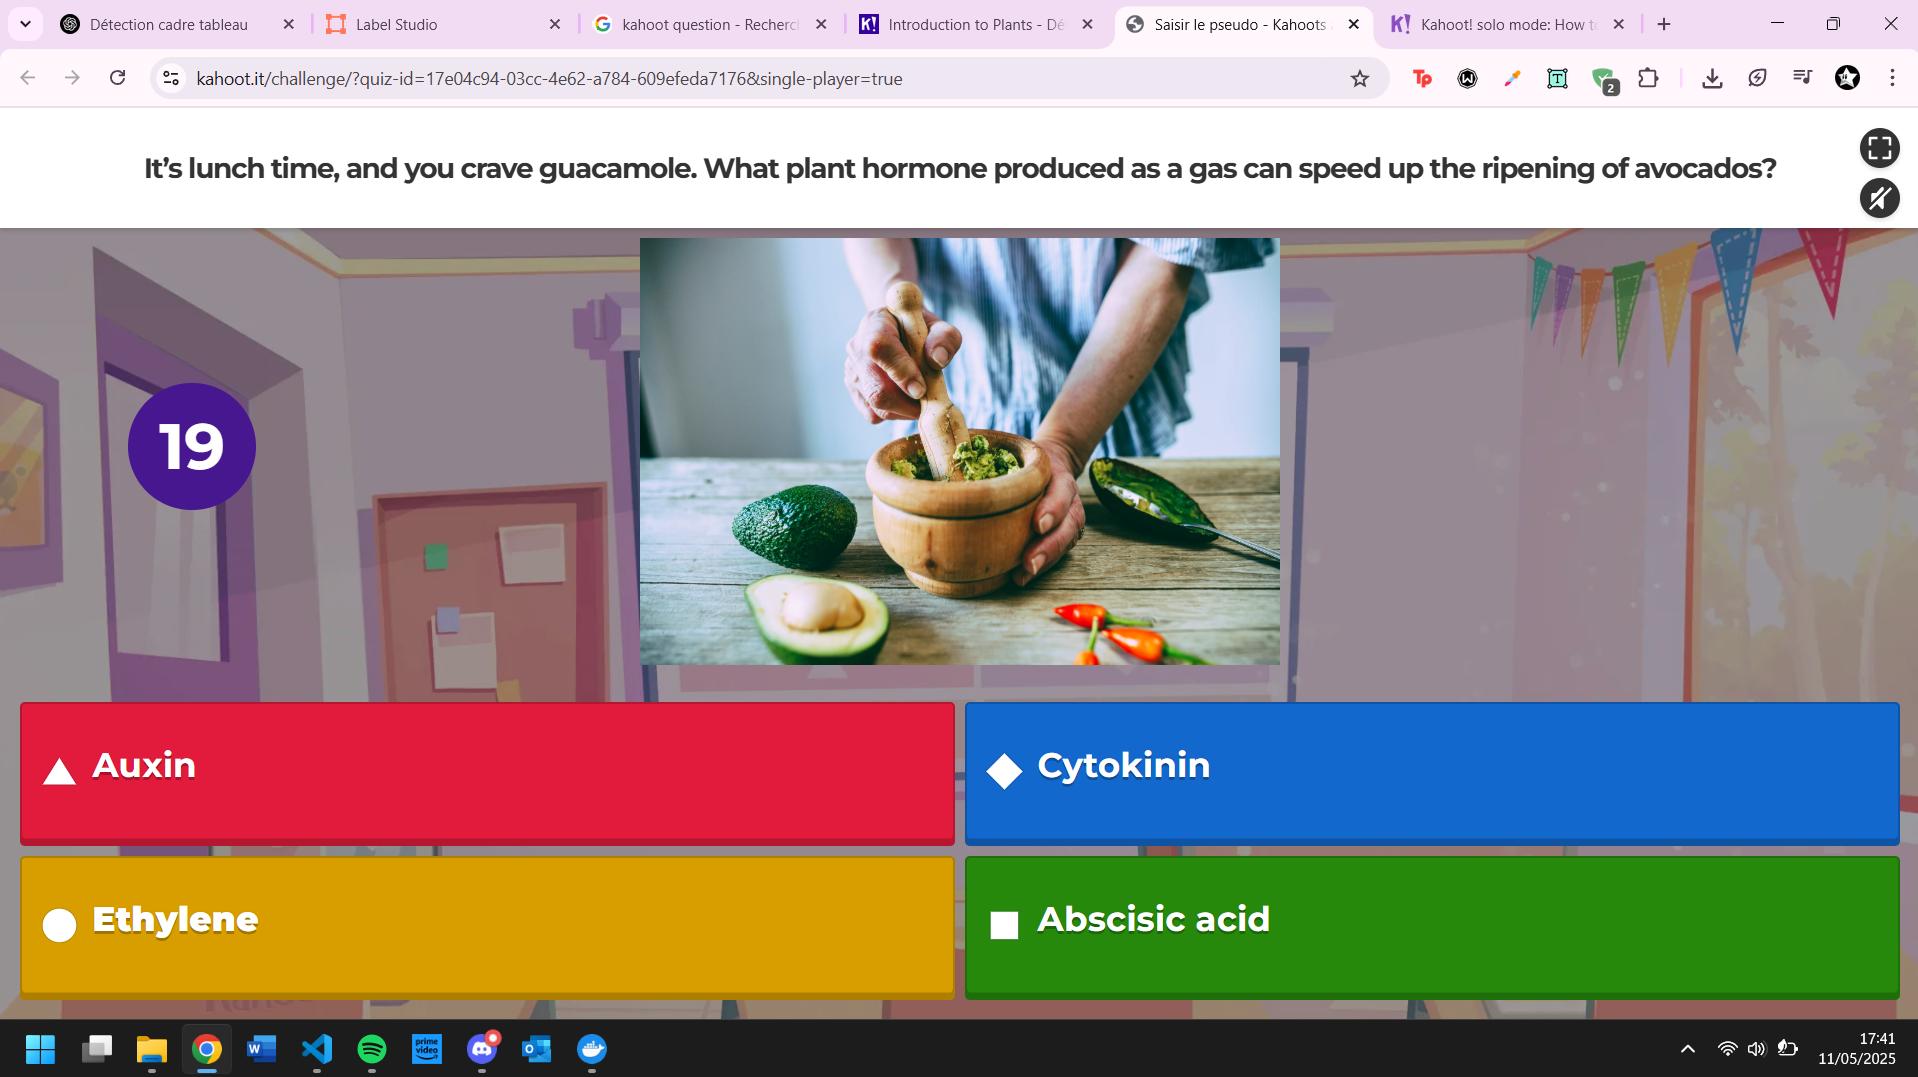 Détection cadre tableau
Label Studio
kahoot question - Recherc
Introduction to Plants - Dé
Saisir le pseudo - Kahoots
Kahoot! solo mode: How to
kahoot.it/challenge/?quiz-id=17e04c94-03cc-4e62-a784-609efeda7176&single-player=true
2
It’s lunch time, and you crave guacamole. What plant hormone produced as a gas can speed up the ripening of avocados?
19
Auxin
Cytokinin
Ethylene
Abscisic acid
prime video
17:41
11/05/2025